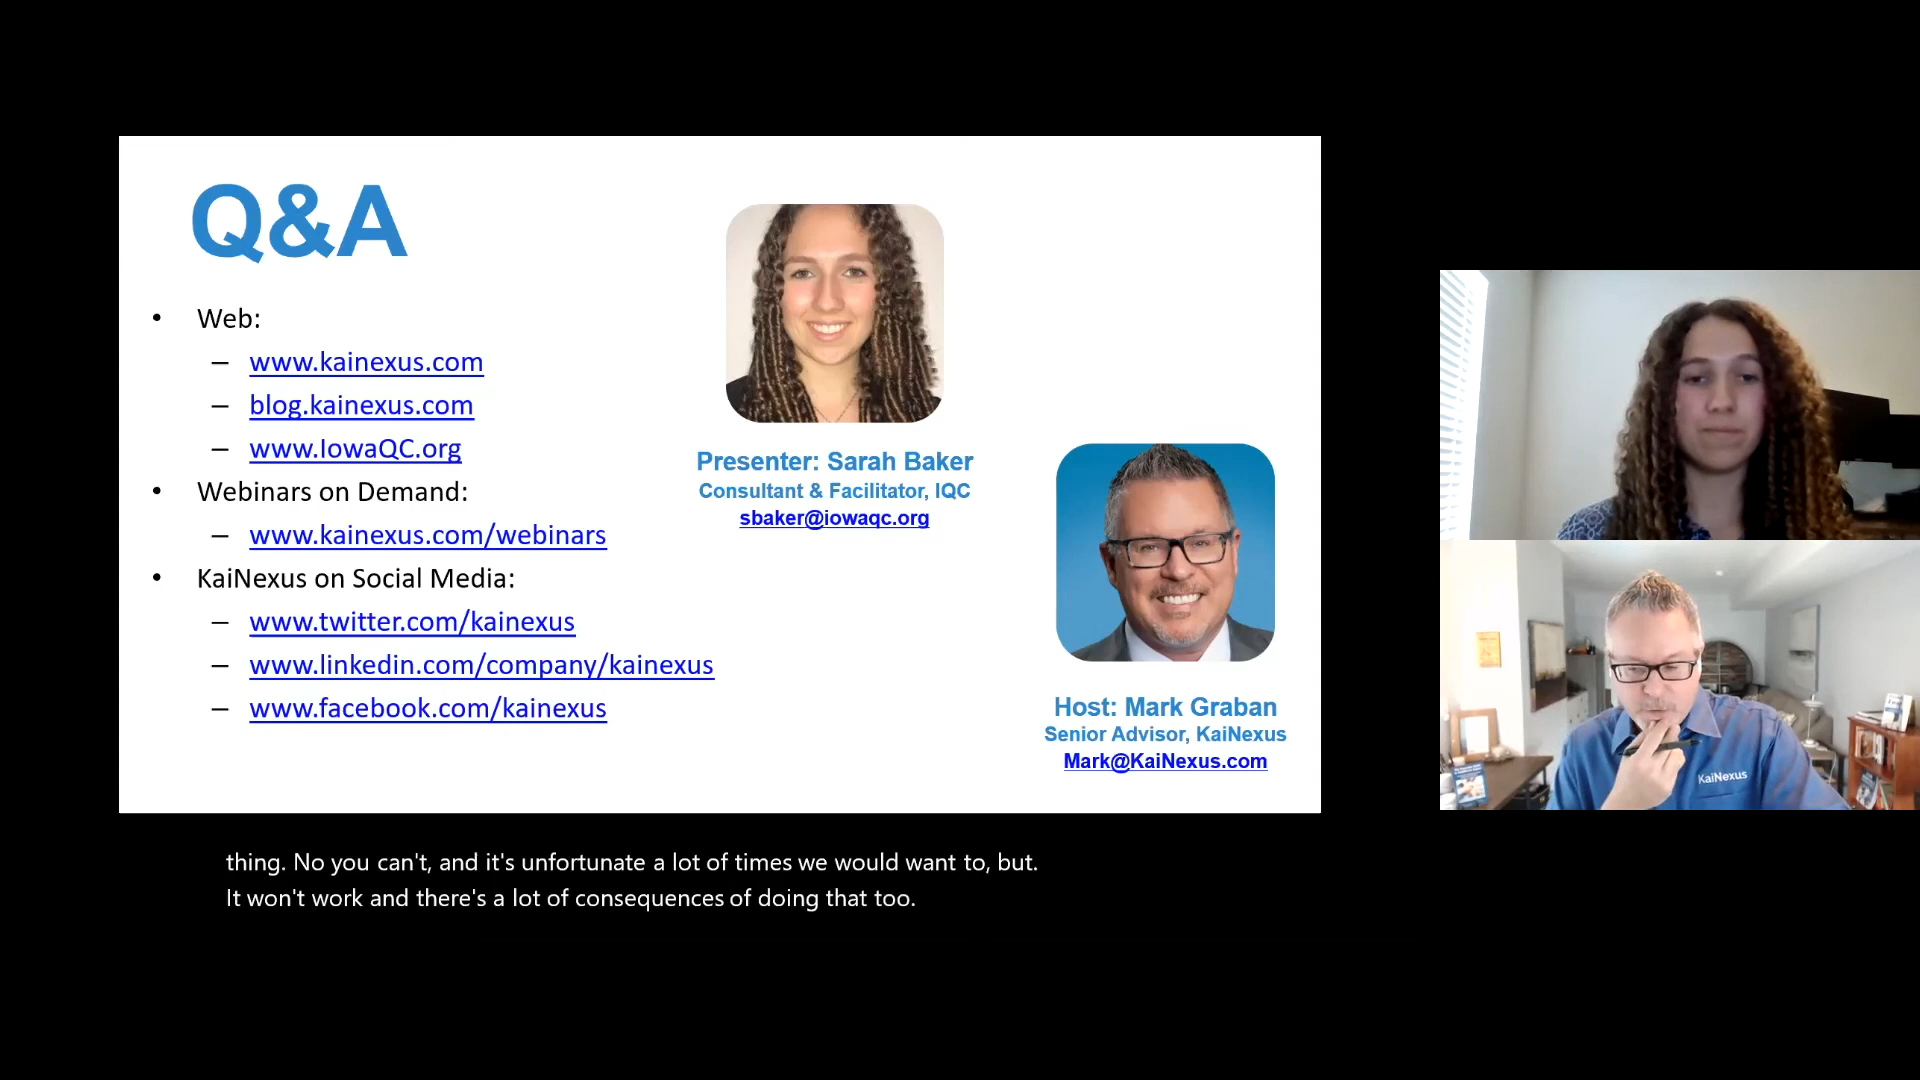 Q&A
• Web:
– www.kainexus.com
– blog.kainexus.com
– www.IowaQC.org
• Webinars on Demand:
– www.kainexus.com/webinars
• KaiNexus on Social Media:
– www.twitter.com/kainexus
– www.linkedin.com/company/kainexus
– www.facebook.com/kainexus
Presenter: Sarah Baker
Consultant & Facilitator, IQC
sbaker@iowaqc.org
Host: Mark Graban
Senior Advisor, KaiNexus
Mark@KaiNexus.com
KaiNexus
thing. No you can't, and it's unfortunate a lot of times we would want to, but.
It won't work and there's a lot of consequences of doing that too.